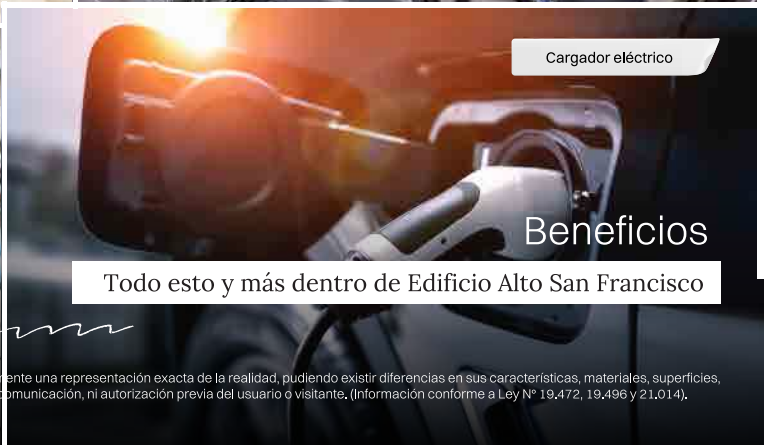 Cargador eléctrico
Beneficios
Todo esto y más dentro de Edificio Alto San Francisco
una representación exacta de la realidad, pudiendo existir diferencias en sus características, materiales, superficies,
comunicación, ni autorización previa del usuario o visitante. (Información conforme a Ley Nº 19.472, 19.496 y 21.014).